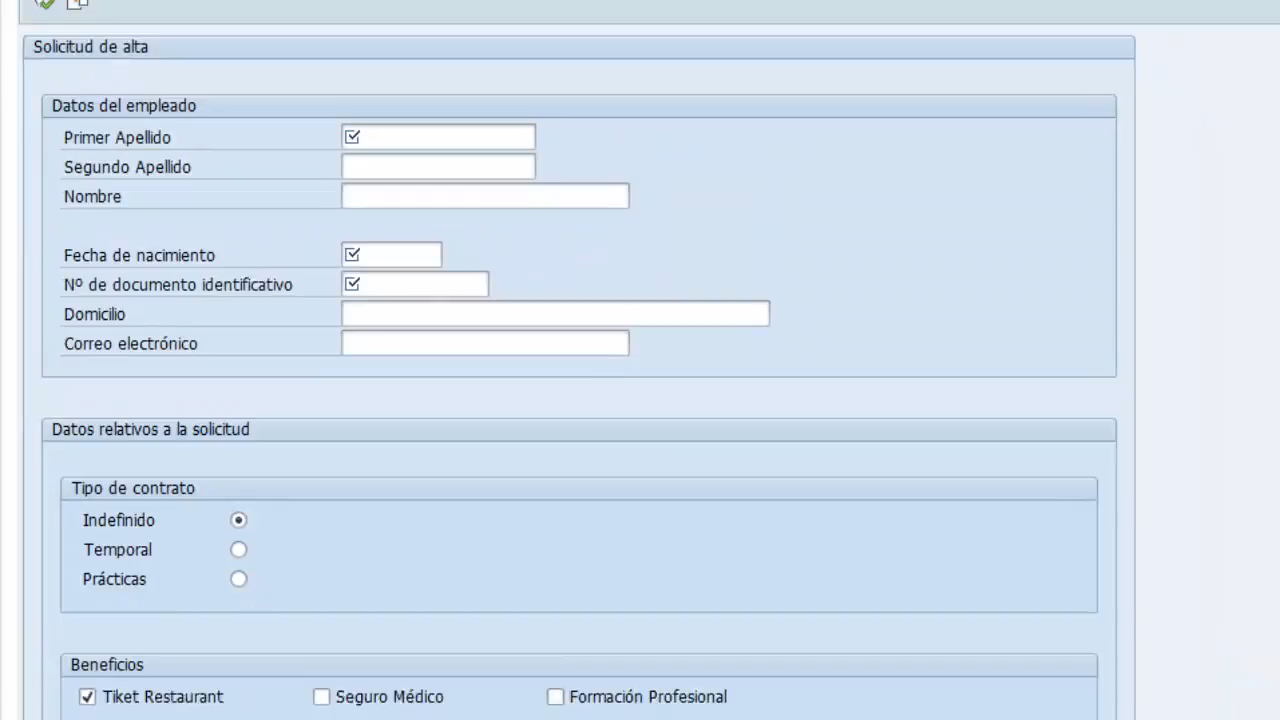 Solicitud de alta
Datos del empleado
Primer Apellido
Segundo Apellido
Nombre
Fecha de nacimiento
Nº de documento identificativo
Domicilio
Correo electrónico
Datos relativos a la solicitud
Tipo de contrato
Indefinido
Temporal
Prácticas
Beneficios
Tiket Restaurant Seguro Médico Formación Profesional